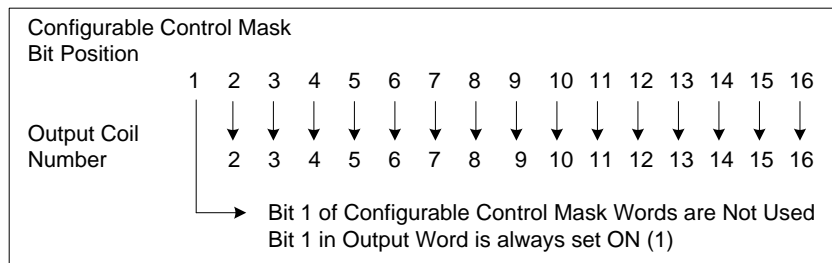 Configurable Control Mask
Bit Position
1 2 3 4 5 6 7 8 9 10 11 12 13 14 15 16
Output Coil
Number
2 3 4 5 6 7 8 9 10 11 12 13 14 15 16
Bit 1 of Configurable Control Mask Words are Not Used
Bit 1 in Output Word is always set ON (1)